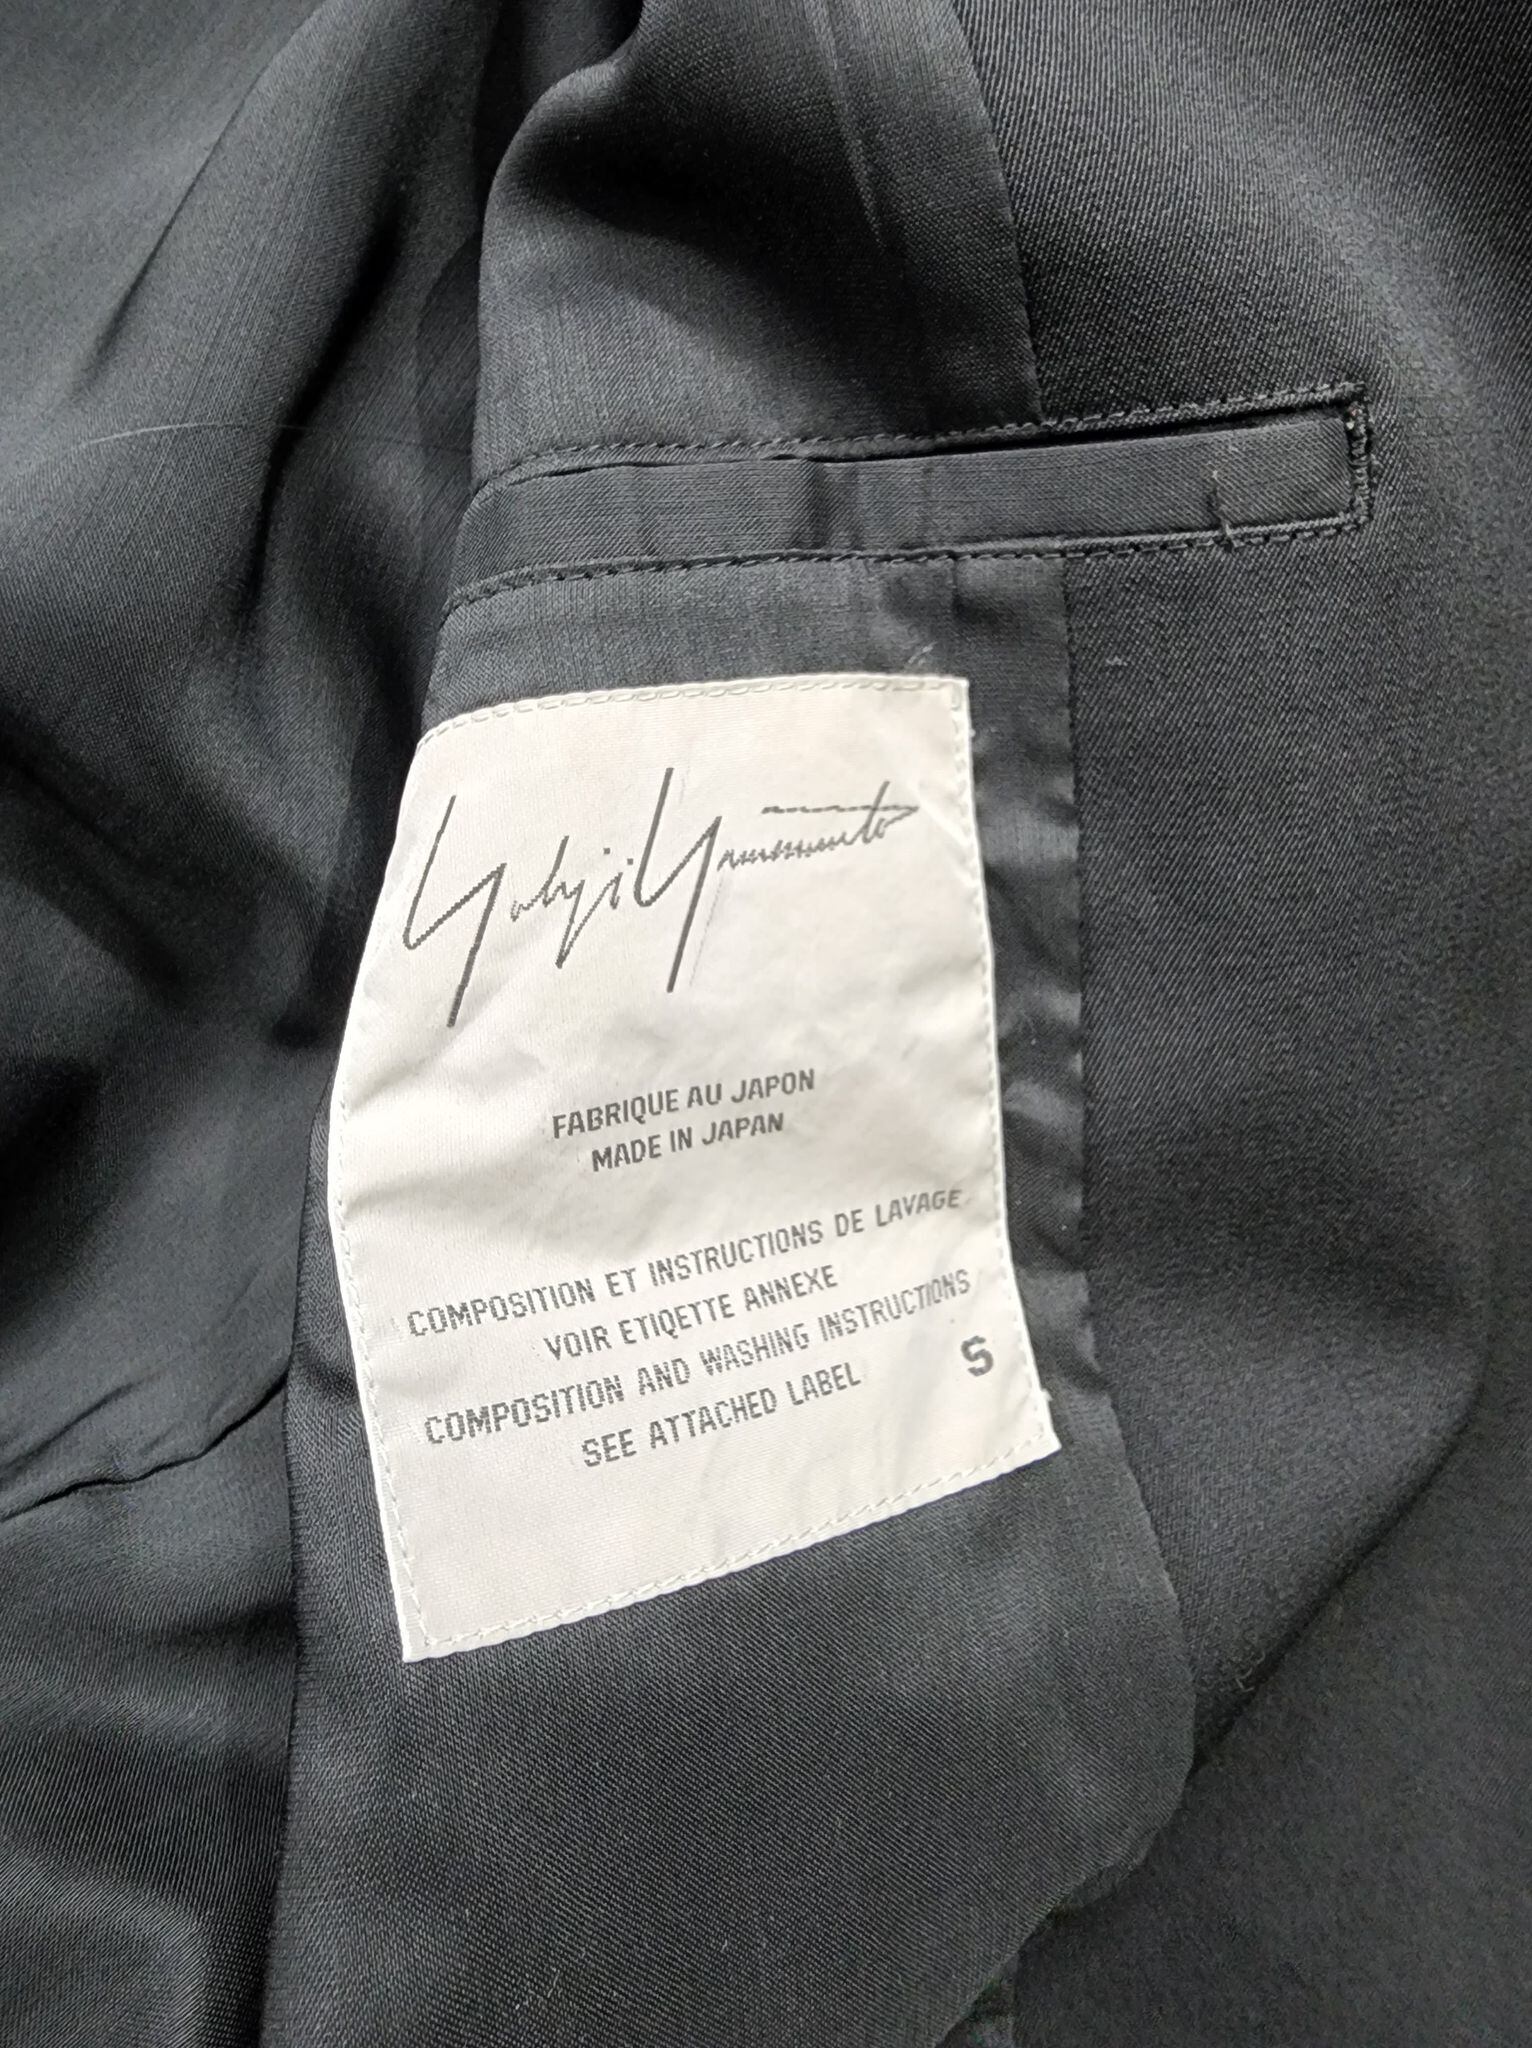 Yohji Yamamoto
FABRIQUE AU JAPON
MADE IN JAPAN
COMPOSITION ET INSTRUCTIONS DE LAVAGE
VOIR ETIQETTE ANNEXE
COMPOSITION AND WASHING INSTRUCTIONS
SEE ATTACHED LABEL
S